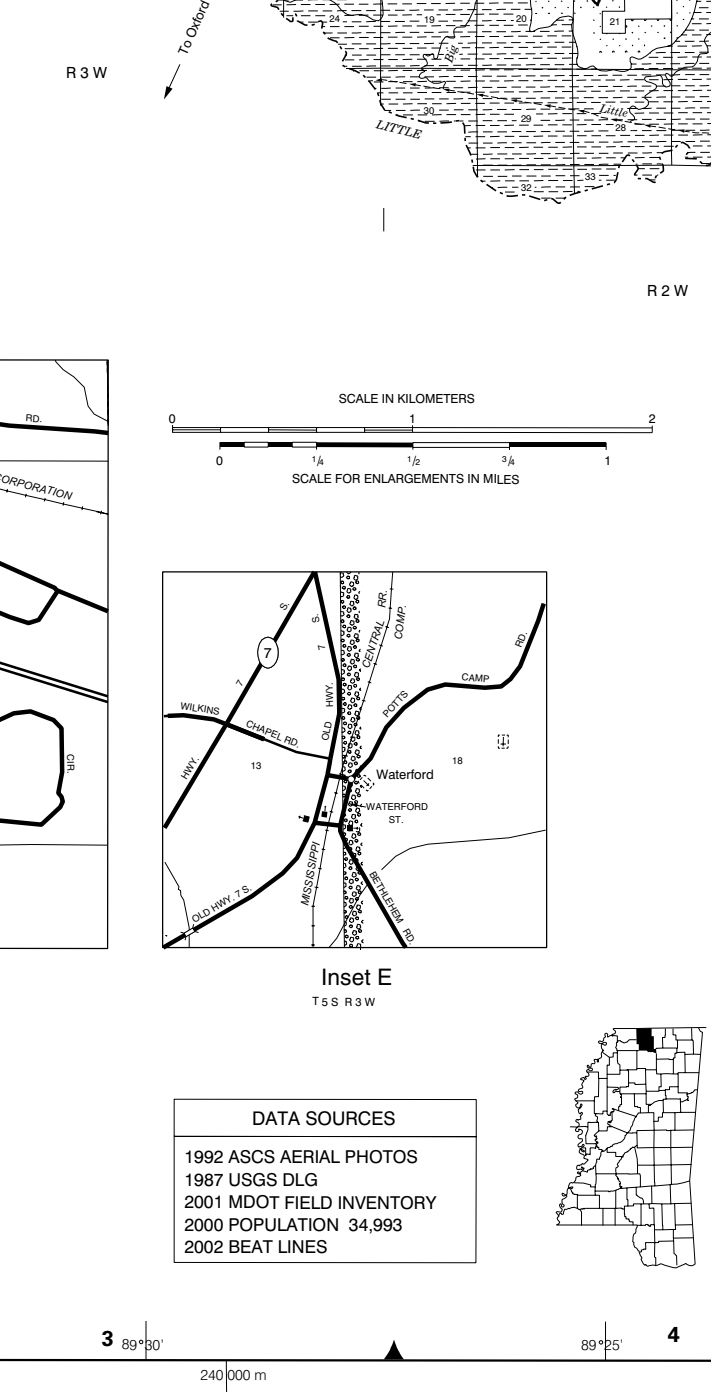 To Oxford
R 3 W
24
19
20
21
Big
30
29
Little
28
LITTLE
33
32
R 2 W
RD.
CORPORATION
CIR.
SCALE IN KILOMETERS
0 1 2
0 1/4 1/2 3/4 1
SCALE FOR ENLARGEMENTS IN MILES
S.
S.
7
7
7
HWY.
OLD
RR.
CENTRAL
COMP.
RD.
CAMP
POTTS
WILKINS
CHAPEL RD.
HWY.
13
18
Waterford
WATERFORD
ST.
MISSISSIPPI
OLD HWY. 7 S.
BETHLEHEM RD.
Inset E
T 5 S R 3 W
DATA SOURCES
1992 ASCS AERIAL PHOTOS
1987 USGS DLG
2001 MDOT FIELD INVENTORY
2000 POPULATION 34,993
2002 BEAT LINES
3
89°30'
89°25'
4
240 000 m